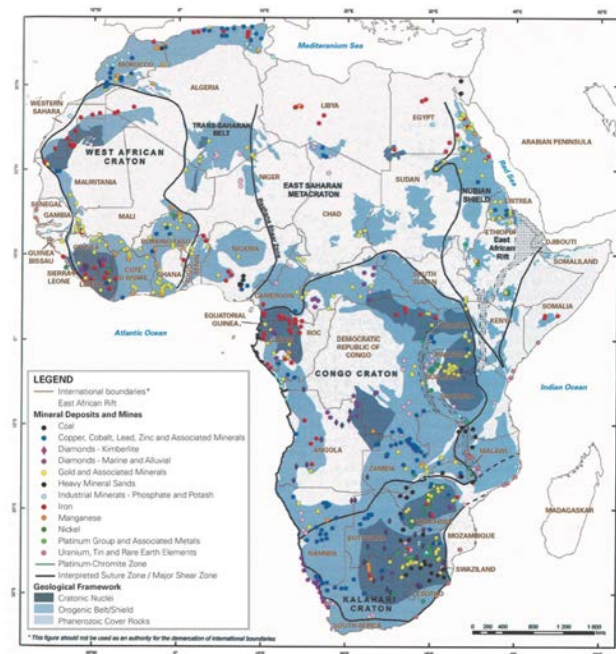 Mediteranium Sea
MOROCCO
ALGERIA
LIBYA
EGYPT
WESTERN
SAHARA
TRANS-SAHARAN
BELT
ARABIAN PENINSULA
WEST AFRICAN
CRATON
Red Sea
MAURITANIA
NIGER
EAST SAHARAN
METACRATON
SUDAN
NUBIAN
SHIELD
ERITREA
SENEGAL
GAMBIA
MALI
CHAD
BURKINA FASO
DJIBOUTI
GUINEA
BISSAU
NIGERIA
ETHIOPIA
East
African
Rift
SOMALILAND
SIERRA
LEONE
COTE
D'IVOIRE
GHANA
SOUTH
SUDAN
CAMEROON
SOMALIA
EQUATORIAL
GUINEA
ROC
DEMOCRATIC
REPUBLIC OF
CONGO
KENYA
Atlantic Ocean
CONGO CRATON
Indian Ocean
ANGOLA
MALAWI
ZAMBIA
MADAGASCAR
MOZAMBIQUE
NAMIBIA
BOTSWANA
SWAZILAND
LESOTHO
KALAHARI
CRATON
SOUTH AFRICA
LEGEND
International boundaries*
East African Rift
Mineral Deposits and Mines
Coal
Copper, Cobalt, Lead, Zinc and Associated Minerals
Diamonds - Kimberlite
Diamonds - Marine and Alluvial
Gold and Associated Minerals
Heavy Mineral Sands
Industrial Minerals - Phosphate and Potash
Iron
Manganese
Nickel
Platinum Group and Associated Metals
Uranium, Tin and Rare Earth Elements
Platinum-Chromite Zone
Interpreted Suture Zone / Major Shear Zone
Geological Framework
Cratonic Nuclei
Orogenic Belt/Shield
Phanerozoic Cover Rocks
* This figure should not be used as an authority for the demarcation of international boundaries